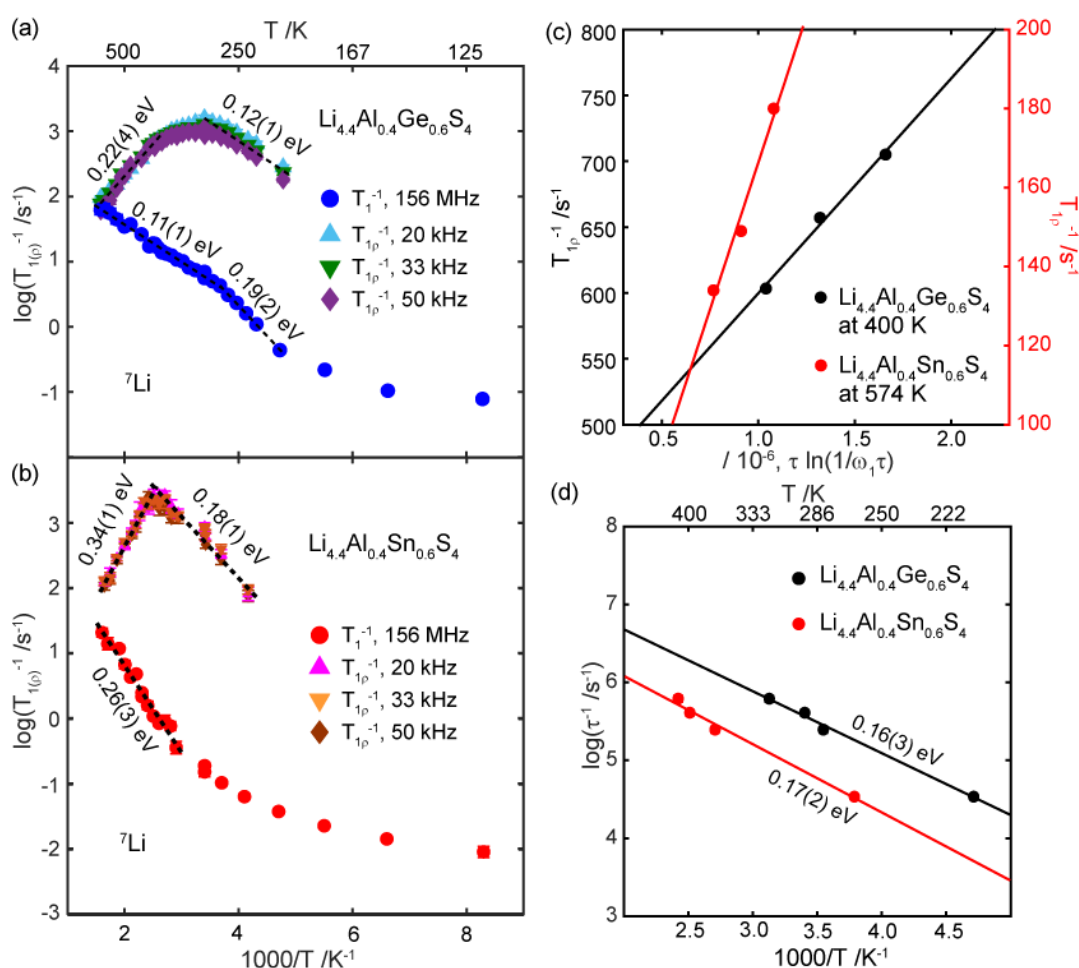 (a)
T /K
500 250 167 125
4
3
2
1
0
-1
log(T1(ρ)⁻¹ /s⁻¹)
0.22(4) eV
0.12(1) eV
0.11(1) eV
0.19(2) eV
Li4.4Al0.4Ge0.6S4
T1⁻¹, 156 MHz
T1ρ⁻¹, 20 kHz
T1ρ⁻¹, 33 kHz
T1ρ⁻¹, 50 kHz
⁷Li
(b)
3
2
1
0
-1
-2
-3
log(T1(ρ)⁻¹ /s⁻¹)
0.34(1) eV
0.18(1) eV
0.26(3) eV
Li4.4Al0.4Sn0.6S4
T1⁻¹, 156 MHz
T1ρ⁻¹, 20 kHz
T1ρ⁻¹, 33 kHz
T1ρ⁻¹, 50 kHz
⁷Li
2 4 6 8
1000/T /K⁻¹
(c)
800
750
700
650
600
550
500
T1ρ⁻¹ /s⁻¹
200
180
160
140
120
100
T1ρ⁻¹ /s⁻¹
Li4.4Al0.4Ge0.6S4
at 400 K
Li4.4Al0.4Sn0.6S4
at 574 K
0.5 1.0 1.5 2.0
/ 10⁻⁶, τ ln(1/ω1τ)
(d)
T /K
400 333 286 250 222
8
7
6
5
4
3
log(τ⁻¹ /s⁻¹)
Li4.4Al0.4Ge0.6S4
Li4.4Al0.4Sn0.6S4
0.16(3) eV
0.17(2) eV
2.5 3.0 3.5 4.0 4.5
1000/T /K⁻¹